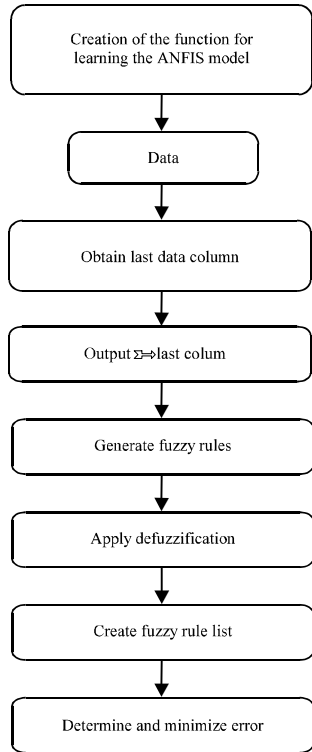 Creation of the function for
learning the ANFIS model
Data
Obtain last data column
Output Σ⇒last colum
Generate fuzzy rules
Apply defuzzification
Create fuzzy rule list
Determine and minimize error